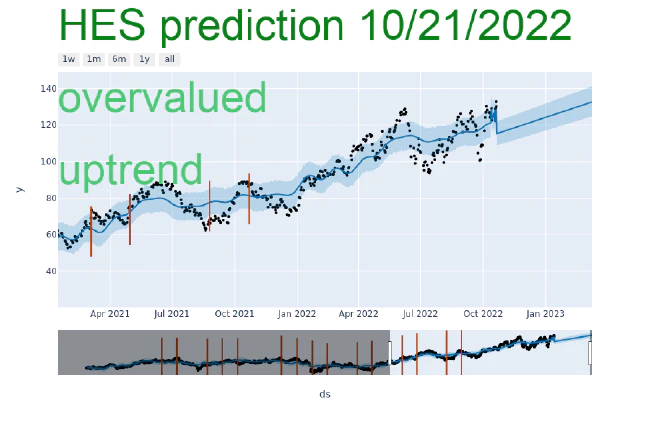 HES prediction 10/21/2022
1w 1m 6m 1y all
overvalued
uptrend
140
120
100
80
60
40
y
Apr 2021 Jul 2021 Oct 2021 Jan 2022 Apr 2022 Jul 2022 Oct 2022 Jan 2023
ds